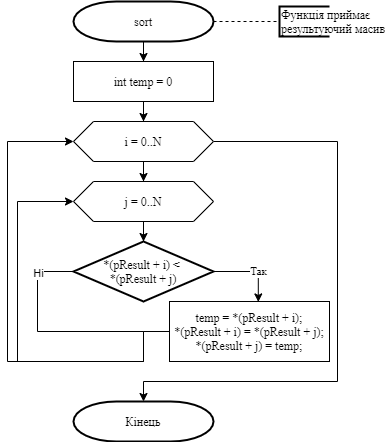 sort
Функція приймає
результуючий масив
int temp = 0
i = 0..N
j = 0..N
*(pResult + i) <
*(pResult + j)
Ні
Так
temp = *(pResult + i);
*(pResult + i) = *(pResult + j);
*(pResult + j) = temp;
Кінець